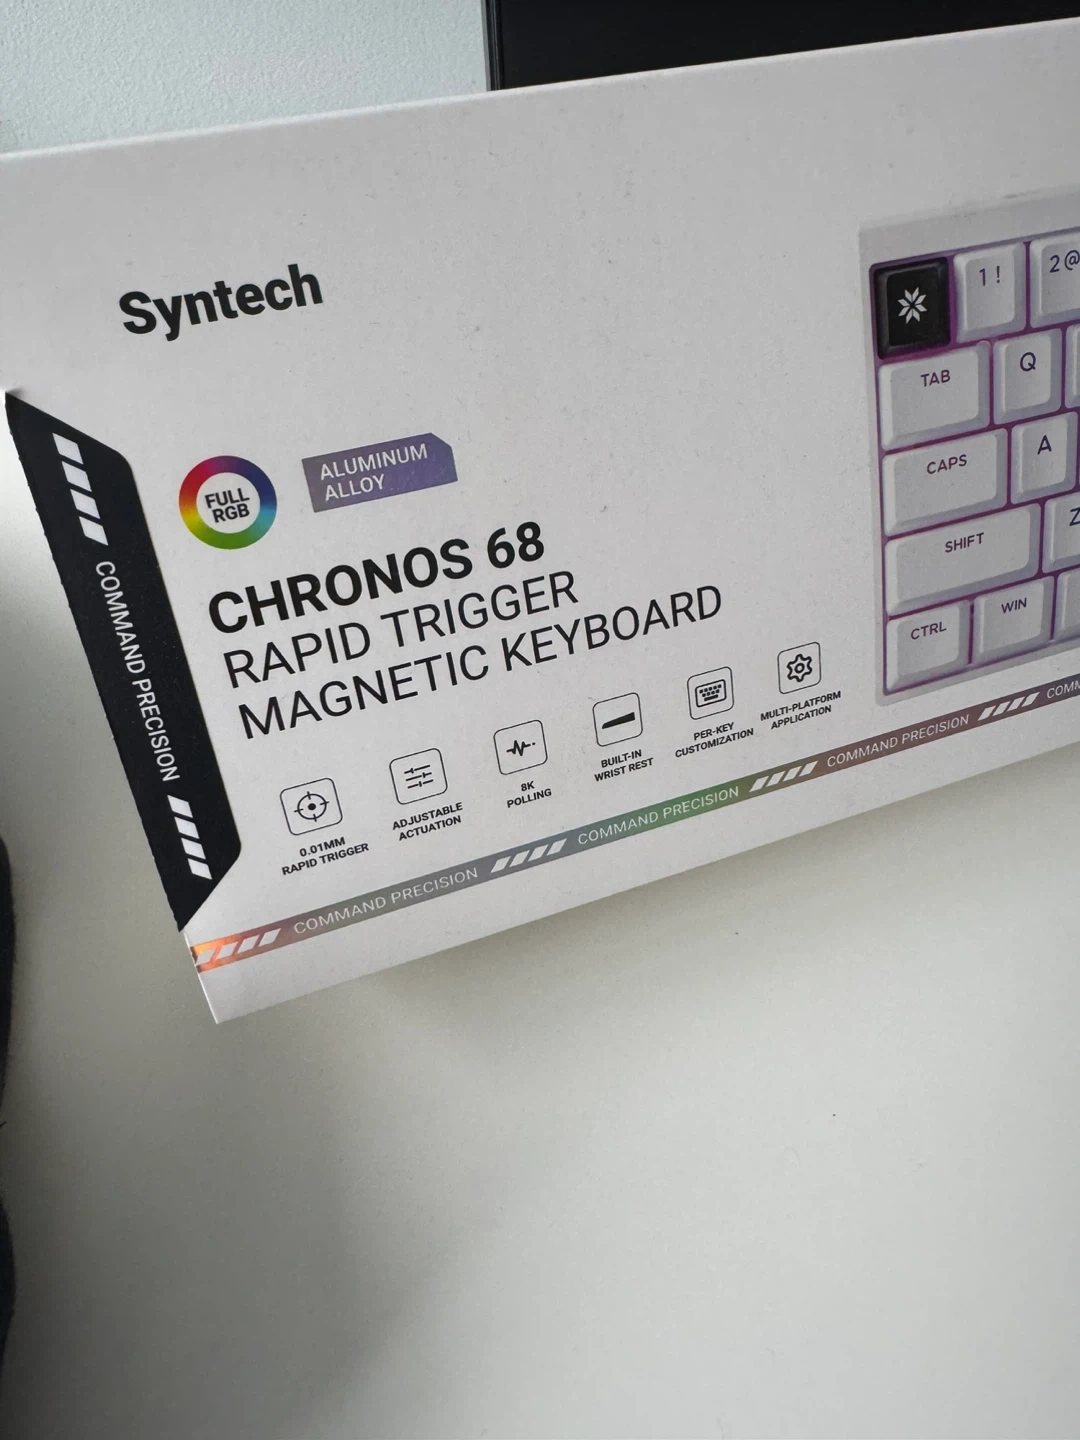 Syntech
FULL
RGB
ALUMINUM
ALLOY
CHRONOS 68
RAPID TRIGGER
MAGNETIC KEYBOARD
0.01MM
RAPID TRIGGER
ADJUSTABLE
ACTUATION
8K
POLLING
BUILT-IN
WRIST REST
PER-KEY
CUSTOMIZATION
MULTI-PLATFORM
APPLICATION
COMMAND PRECISION
COMMAND PRECISION COMMAND PRECISION COMMAND PRECISION COMM
1 !
2 @
TAB
Q
CAPS
A
SHIFT
Z
CTRL
WIN